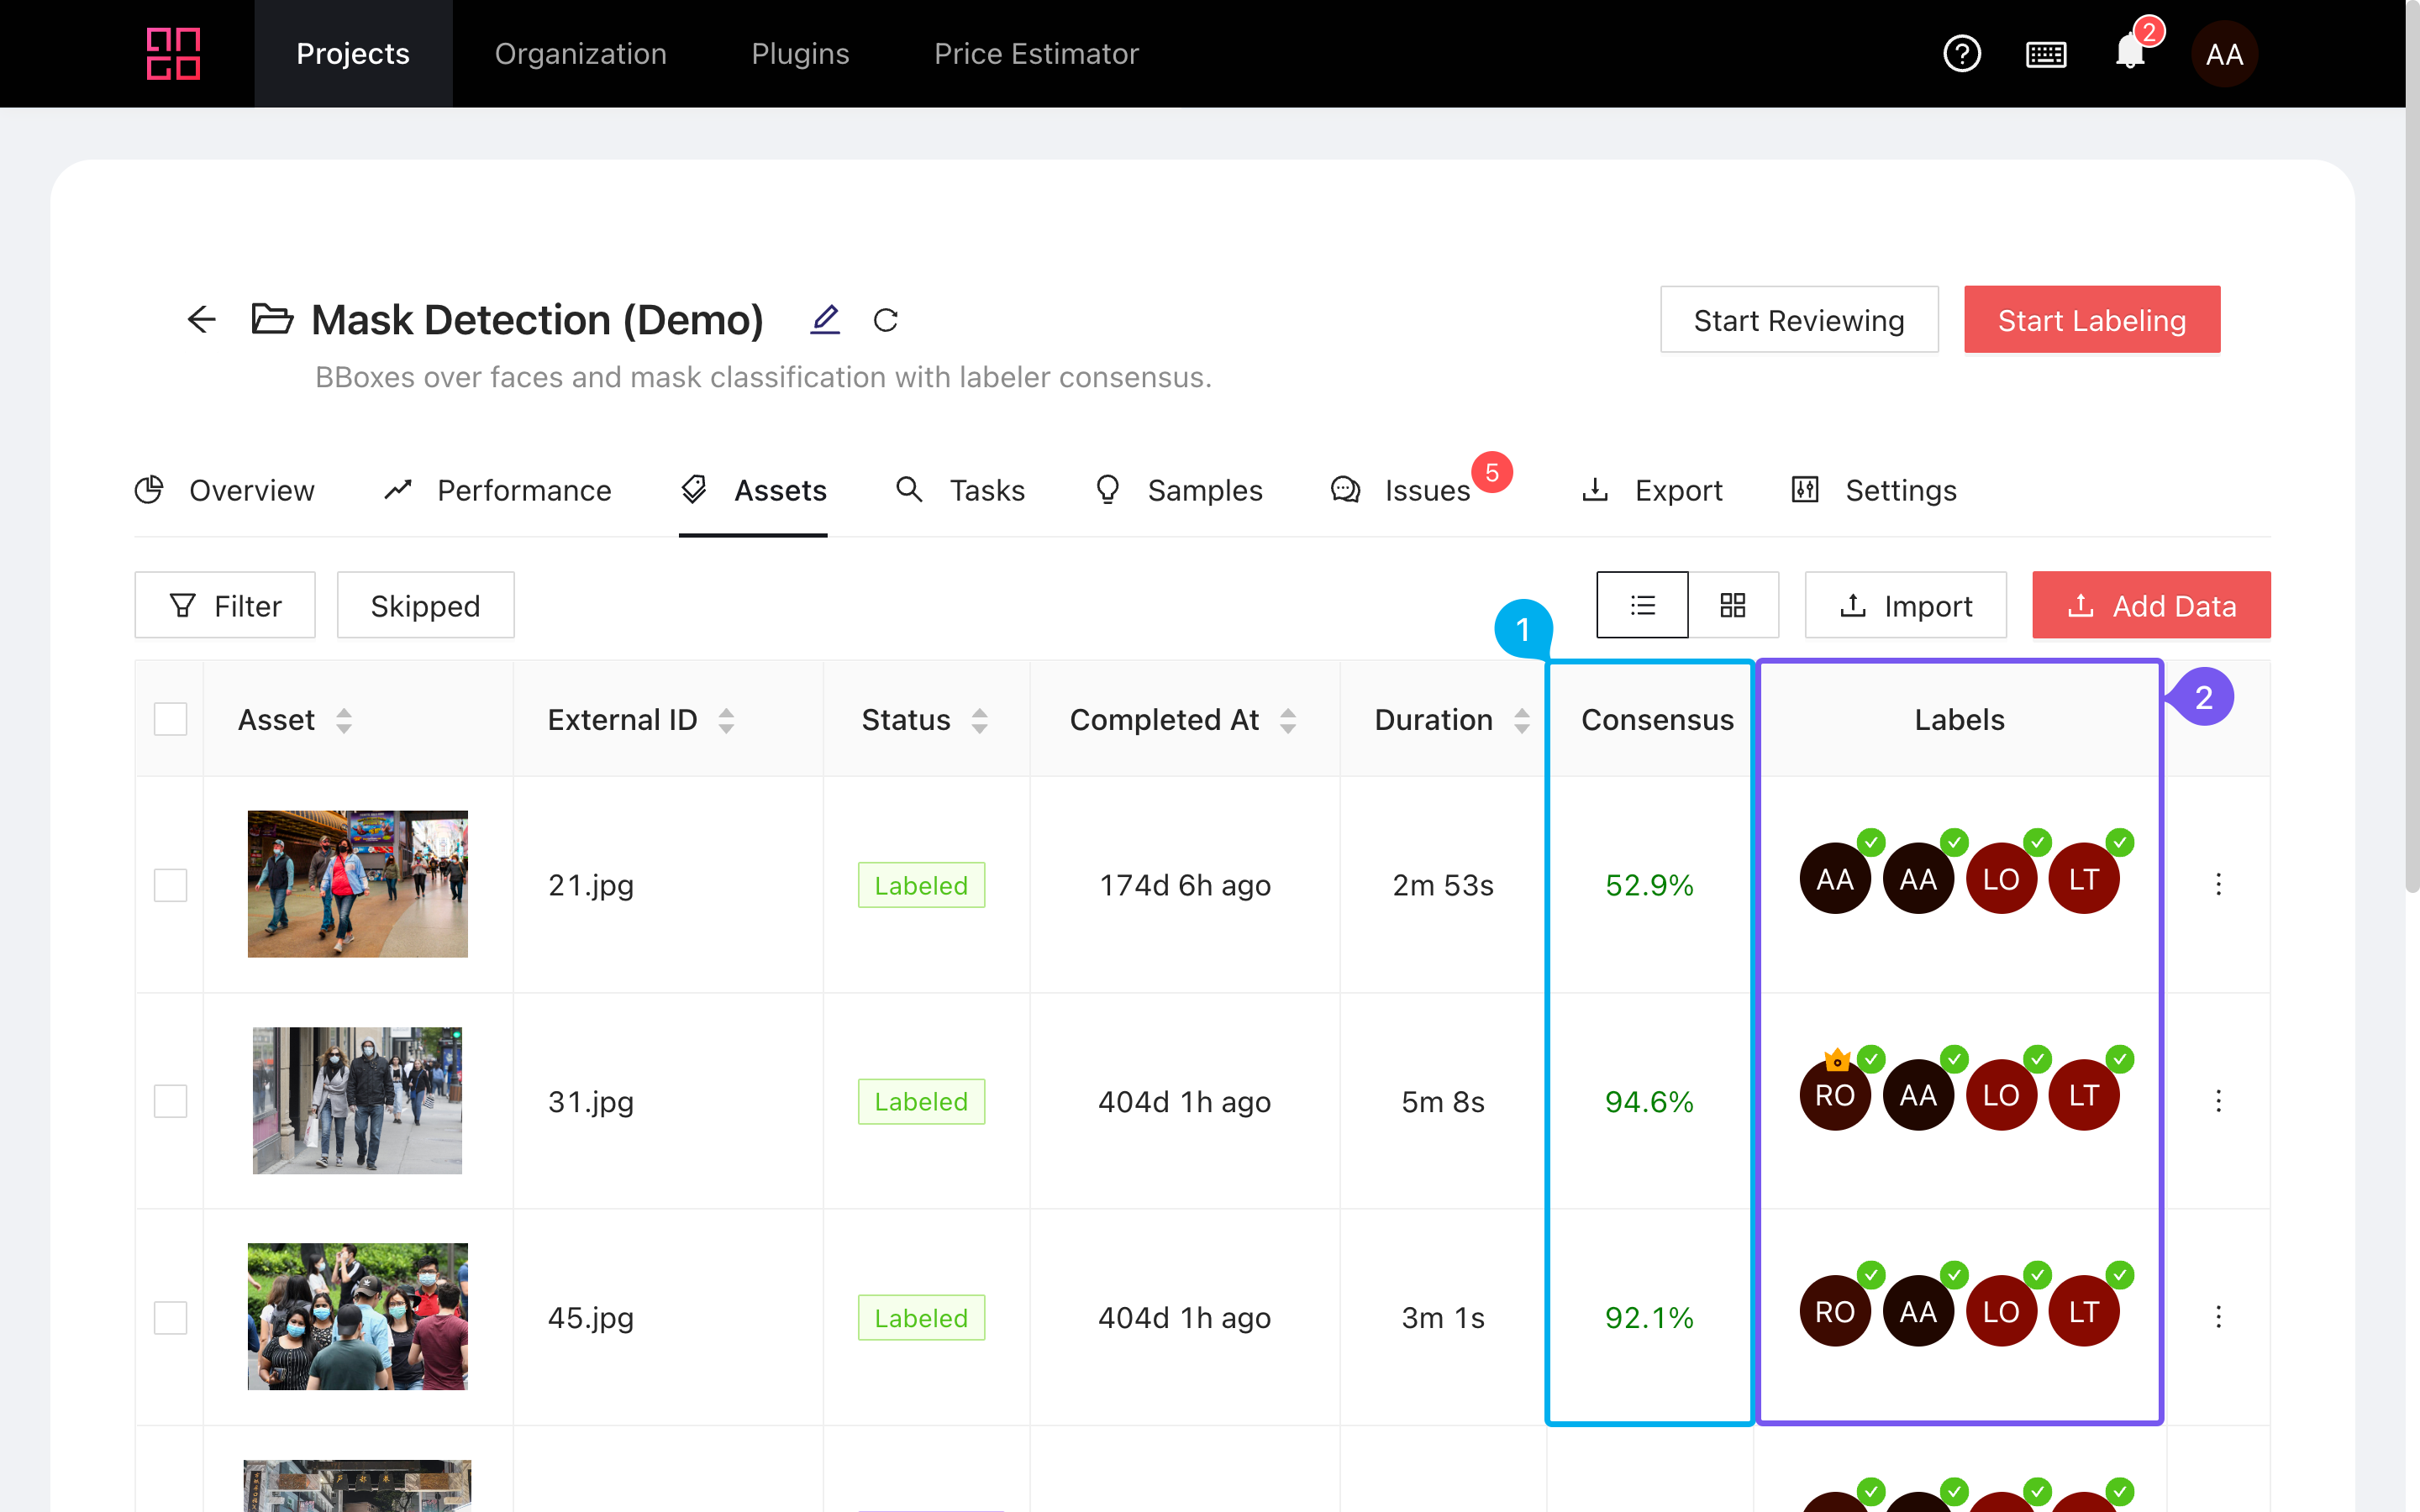 Projects Organization Plugins Price Estimator 2 AA
Mask Detection (Demo) Start Reviewing Start Labeling
BBoxes over faces and mask classification with labeler consensus.
Overview Performance Assets Tasks Samples Issues 5 Export Settings
Filter Skipped Import Add Data
1
2
Asset External ID Status Completed At Duration Consensus Labels
21.jpg Labeled 174d 6h ago 2m 53s 52.9% AA AA LO LT
31.jpg Labeled 404d 1h ago 5m 8s 94.6% RO AA LO LT
45.jpg Labeled 404d 1h ago 3m 1s 92.1% RO AA LO LT